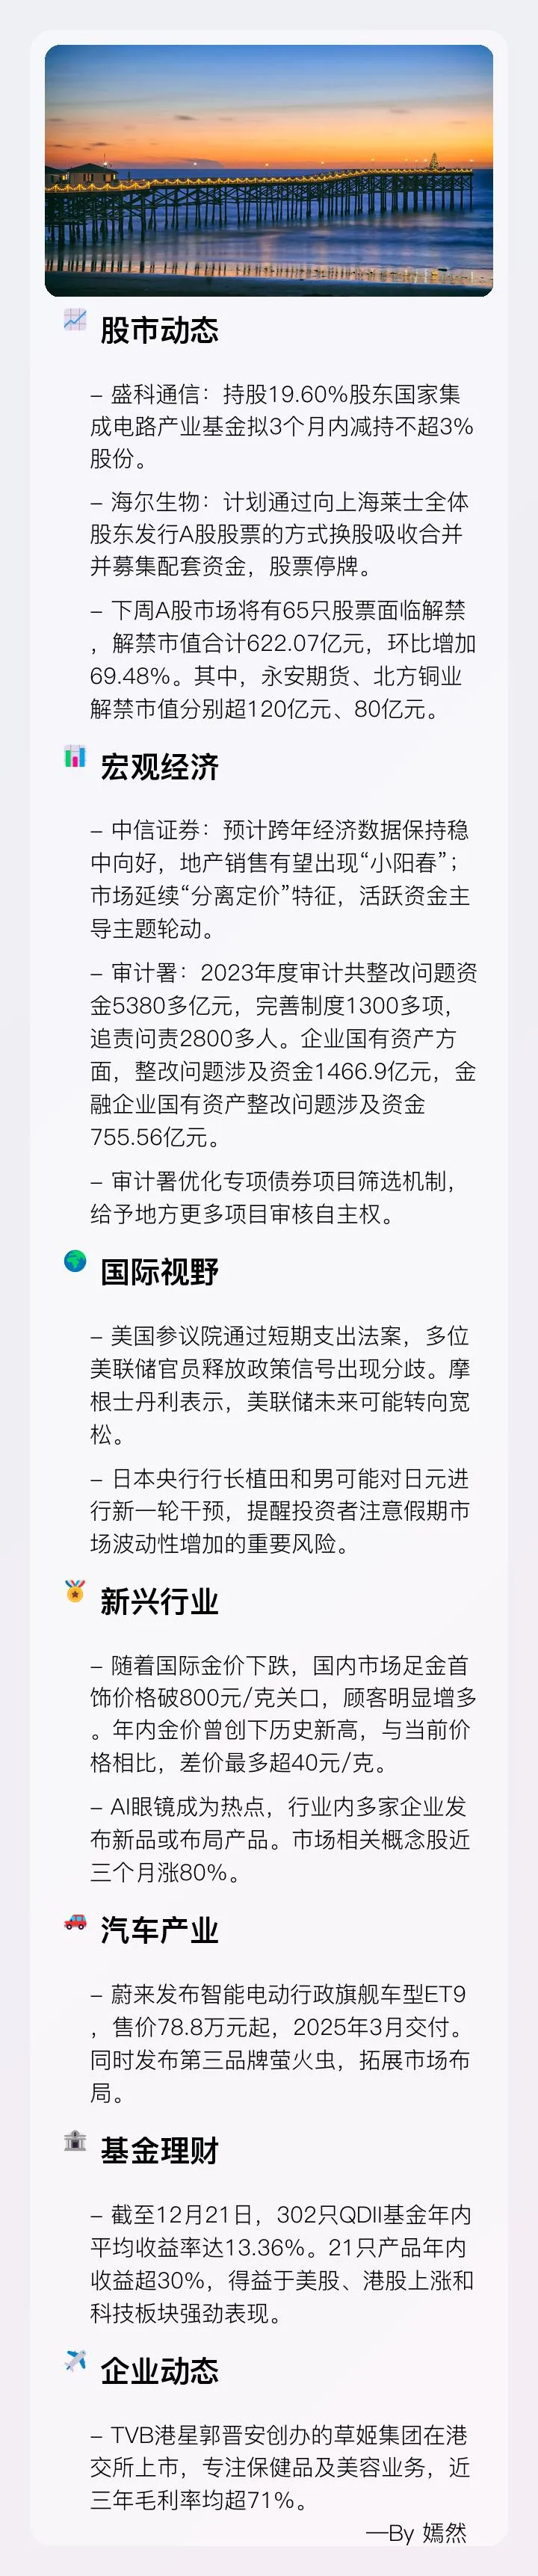 股市动态
– 盛科通信：持股19.60%股东国家集
成电路产业基金拟3个月内减持不超3%
股份。
– 海尔生物：计划通过向上海莱士全体
股东发行A股股票的方式换股吸收合并
并募集配套资金，股票停牌。
– 下周A股市场将有65只股票面临解禁
，解禁市值合计622.07亿元，环比增加
69.48%。其中，永安期货、北方铜业
解禁市值分别超120亿元、80亿元。
宏观经济
– 中信证券：预计跨年经济数据保持稳
中向好，地产销售有望出现“小阳春”；
市场延续“分离定价”特征，活跃资金主
导主题轮动。
– 审计署：2023年度审计共整改问题资
金5380多亿元，完善制度1300多项，
追责问责2800多人。企业国有资产方
面，整改问题涉及资金1466.9亿元，金
融企业国有资产整改问题涉及资金
755.56亿元。
– 审计署优化专项债券项目筛选机制，
给予地方更多项目审核自主权。
国际视野
– 美国参议院通过短期支出法案，多位
美联储官员释放政策信号出现分歧。摩
根士丹利表示，美联储未来可能转向宽
松。
– 日本央行行长植田和男可能对日元进
行新一轮干预，提醒投资者注意假期市
场波动性增加的重要风险。
新兴行业
– 随着国际金价下跌，国内市场足金首
饰价格破800元/克关口，顾客明显增多
。年内金价曾创下历史新高，与当前价
格相比，差价最多超40元/克。
– AI眼镜成为热点，行业内多家企业发
布新品或布局产品。市场相关概念股近
三个月涨80%。
汽车产业
– 蔚来发布智能电动行政旗舰车型ET9
，售价78.8万元起，2025年3月交付。
同时发布第三品牌萤火虫，拓展市场布
局。
基金理财
– 截至12月21日，302只QDII基金年内
平均收益率达13.36%。21只产品年内
收益超30%，得益于美股、港股上涨和
科技板块强劲表现。
企业动态
– TVB港星郭晋安创办的草姬集团在港
交所上市，专注保健品及美容业务，近
三年毛利率均超71%。
—By 嫣然